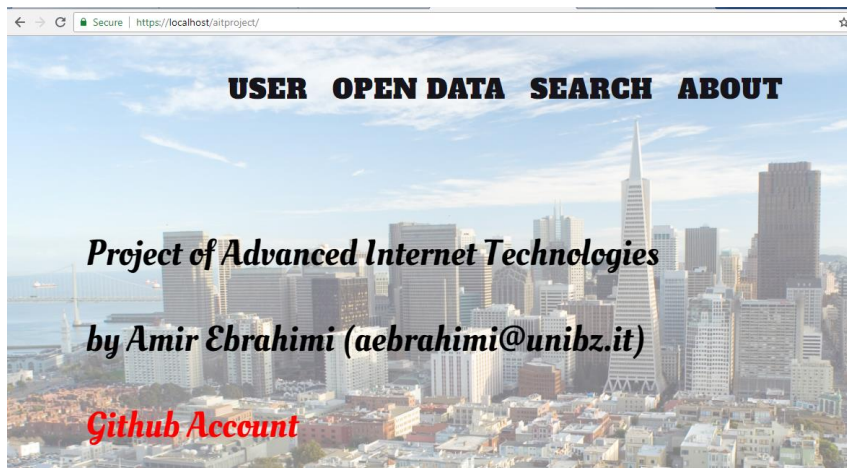 Secure | https://localhost/aitproject/
USER OPEN DATA SEARCH ABOUT
Project of Advanced Internet Technologies
by Amir Ebrahimi (aebrahimi@unibz.it)
Github Account